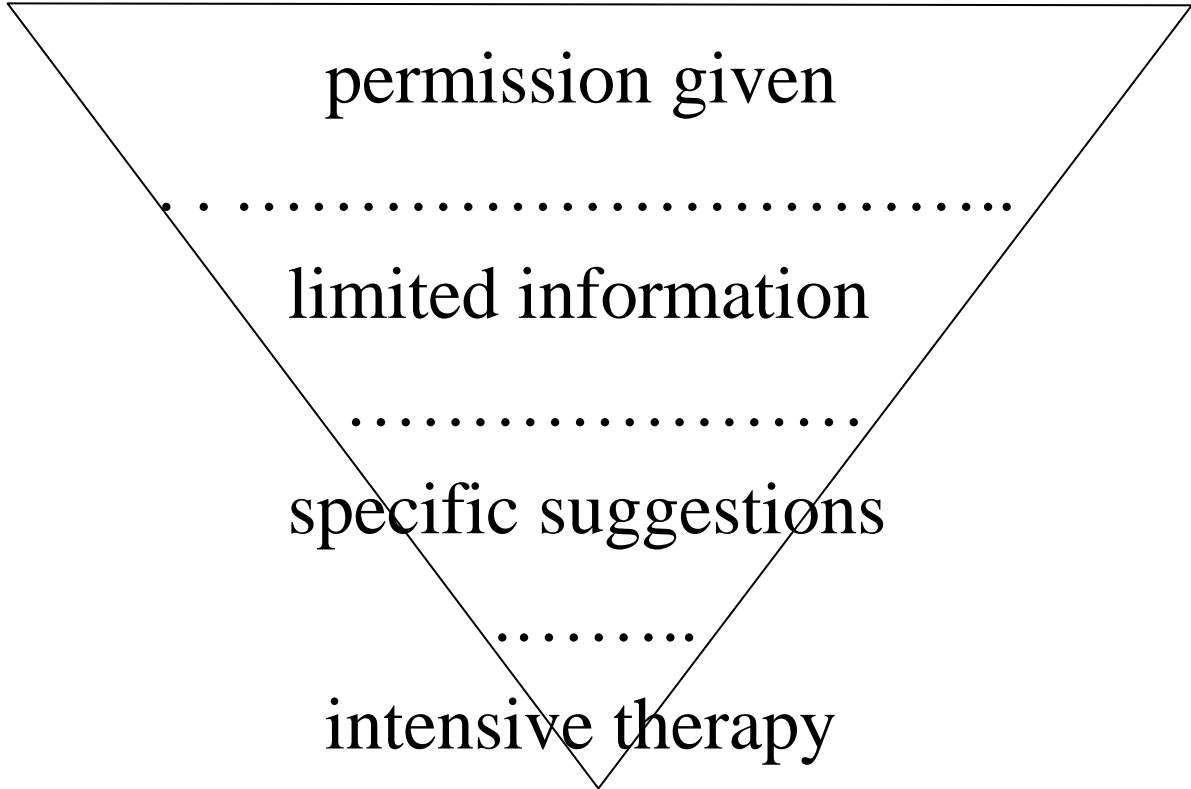 permission given
. . …………………………..
limited information
…………………
specific suggestions
……..
intensive therapy